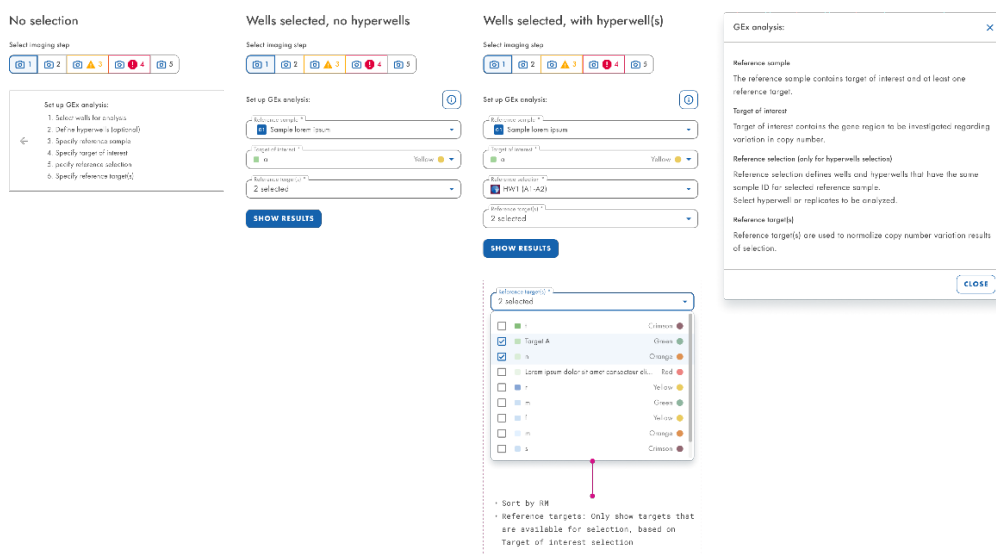 No selection
Select imaging step
1 2 3 4 5
Set up GEx analysis:
1. Select wells for analysis
2. Define hyperwells (optional)
3. Specify reference sample
4. Specify target of interest
5. pecify reference selection
6. Specify reference target(s)
Wells selected, no hyperwells
Select imaging step
1 2 3 4 5
Set up GEx analysis:
Reference sample *
Sample lorem ipsum
Target of interest *
a Yellow
Reference target(s) *
2 selected
SHOW RESULTS
Wells selected, with hyperwell(s)
Select imaging step
1 2 3 4 5
Set up GEx analysis:
Reference sample *
Sample lorem ipsum
Target of interest *
a Yellow
Reference selection *
HW1 (A1-A2)
Reference target(s) *
2 selected
SHOW RESULTS
Reference target(s) *
2 selected
Crimson
Target A Green
Orange
Lorem ipsum dolor sit amet consectetur el... Red
Yellow
m Green
Yellow
m Orange
s Crimson
• Sort by RM
• Reference targets: Only show targets that
are available for selection, based on
Target of interest selection
GEx analysis:
Reference sample
The reference sample contains target of interest and at least one
reference target.
Target of interest
Target of interest contains the gene region to be investigated regarding
variation in copy number.
Reference selection (only for hyperwells selection)
Reference selection defines wells and hyperwells that have the same
sample ID for selected reference sample.
Select hyperwell or replicates to be analyzed.
Reference target(s)
Reference target(s) are used to normalize copy number variation results
of selection.
CLOSE